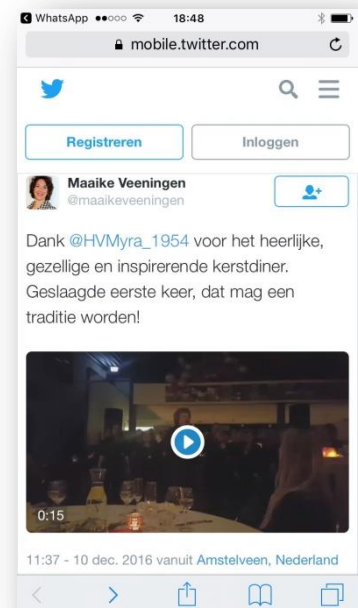 WhatsApp 18:48
mobile.twitter.com
Registreren Inloggen
Maaike Veeningen
@maaikeveeningen
Dank @HVMyra_1954 voor het heerlijke,
gezellige en inspirerende kerstdiner.
Geslaagde eerste keer, dat mag een
traditie worden!
0:15
11:37 - 10 dec. 2016 vanuit Amstelveen, Nederland